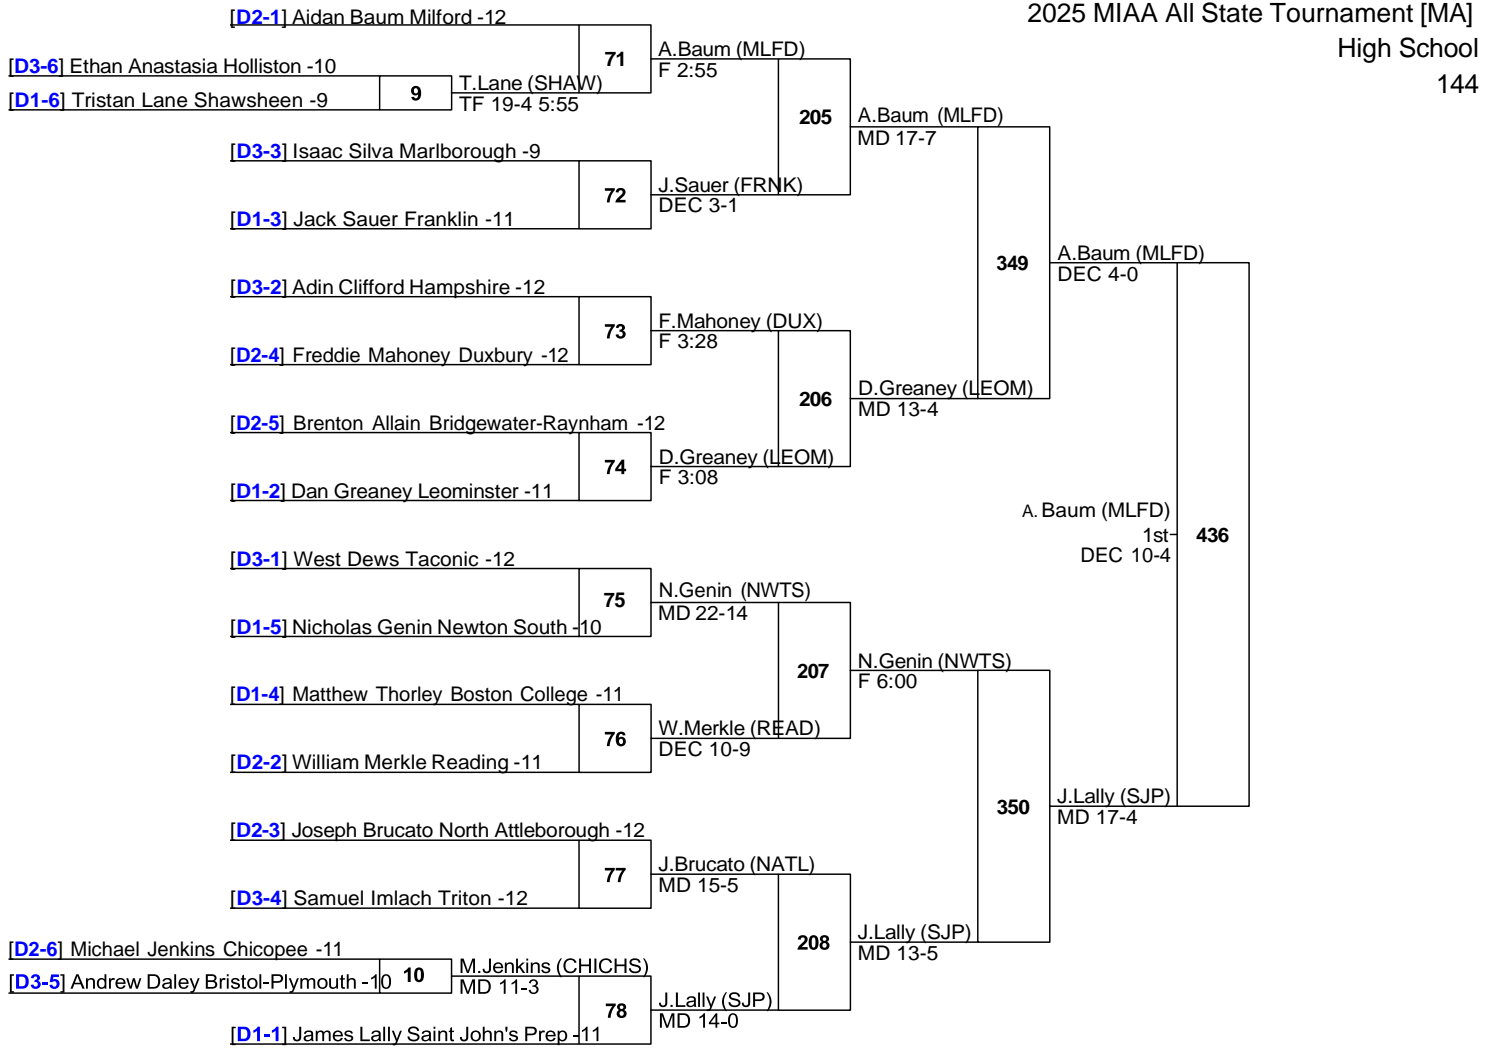 2025 MIAA All State Tournament [MA]
High School
144
[D2-1] Aidan Baum Milford -12
[D3-6] Ethan Anastasia Holliston -10
[D1-6] Tristan Lane Shawsheen -9
9
T.Lane (SHAW)
TF 19-4 5:55
71
A.Baum (MLFD)
F 2:55
[D3-3] Isaac Silva Marlborough -9
[D1-3] Jack Sauer Franklin -11
72
J.Sauer (FRNK)
DEC 3-1
205
A.Baum (MLFD)
MD 17-7
[D3-2] Adin Clifford Hampshire -12
[D2-4] Freddie Mahoney Duxbury -12
73
F.Mahoney (DUX)
F 3:28
[D2-5] Brenton Allain Bridgewater-Raynham -12
[D1-2] Dan Greaney Leominster -11
74
D.Greaney (LEOM)
F 3:08
206
D.Greaney (LEOM)
MD 13-4
349
A.Baum (MLFD)
DEC 4-0
[D3-1] West Dews Taconic -12
[D1-5] Nicholas Genin Newton South -10
75
N.Genin (NWTS)
MD 22-14
[D1-4] Matthew Thorley Boston College -11
[D2-2] William Merkle Reading -11
76
W.Merkle (READ)
DEC 10-9
207
N.Genin (NWTS)
F 6:00
[D2-3] Joseph Brucato North Attleborough -12
[D3-4] Samuel Imlach Triton -12
77
J.Brucato (NATL)
MD 15-5
[D2-6] Michael Jenkins Chicopee -11
[D3-5] Andrew Daley Bristol-Plymouth -10
10
M.Jenkins (CHICHS)
MD 11-3
[D1-1] James Lally Saint John's Prep -11
78
J.Lally (SJP)
MD 14-0
208
J.Lally (SJP)
MD 13-5
350
J.Lally (SJP)
MD 17-4
A. Baum (MLFD)
1st
DEC 10-4
436